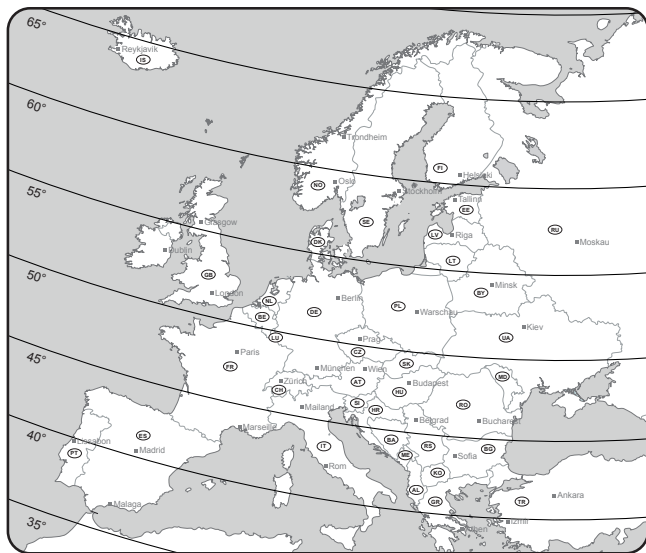 65°
Reykjavik
IS
60°
Trondheim
FI
Helsinki
Oslo
NO
Stockholm
55°
Tallinn
EE
SE
Glasgow
RU
Riga
LV
DK
Moskau
Dublin
LT
50°
GB
Minsk
BY
London
NL
Berlin
PL
DE
BE
Warschau
Kiev
LU
UA
Prag
45°
Paris
CZ
SK
FR
München
Wien
MD
Zürich
AT
Budapest
CH
HU
SI
RO
Mailand
HR
Belgrad
Bucharest
40°
Marseille
ES
BA
Lissabon
IT
RS
BG
Madrid
PT
ME
Sofia
Rom
KO
AL
Ankara
35°
Malaga
GR
TR
Izmir
Athen